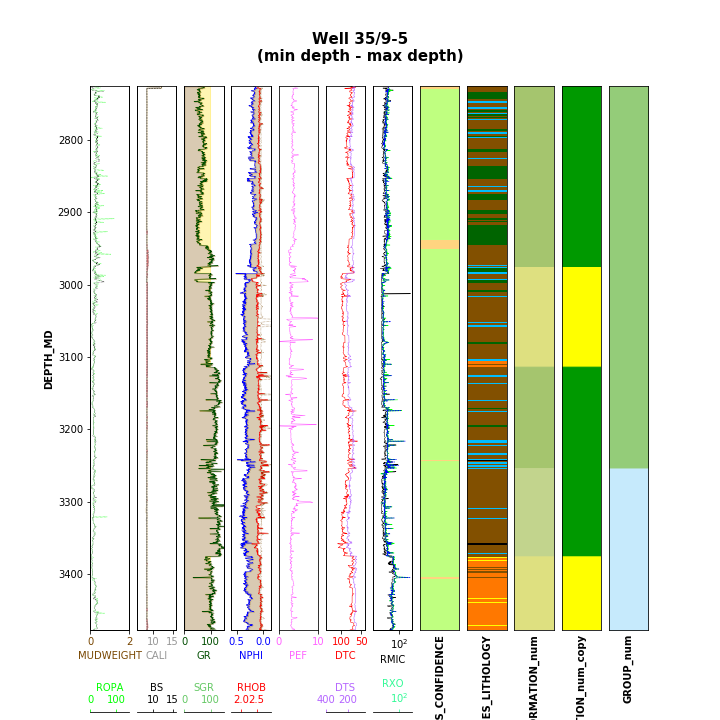 Well 35/9-5
(min depth - max depth)
DEPTH_MD
2800
2900
3000
3100
3200
3300
3400
0 2 10 15 0 100 0.5 0.0 0 10 100 50 10²
MUDWEIGHT CALI GR NPHI PEF DTC RMIC
ROPA BS SGR RHOB DTS RXO
0 100 10 15 0 100 2.02.5 400 200 10²
S_CONFIDENCE
ES_LITHOLOGY
RMATION_num
TION_num_copy
GROUP_num